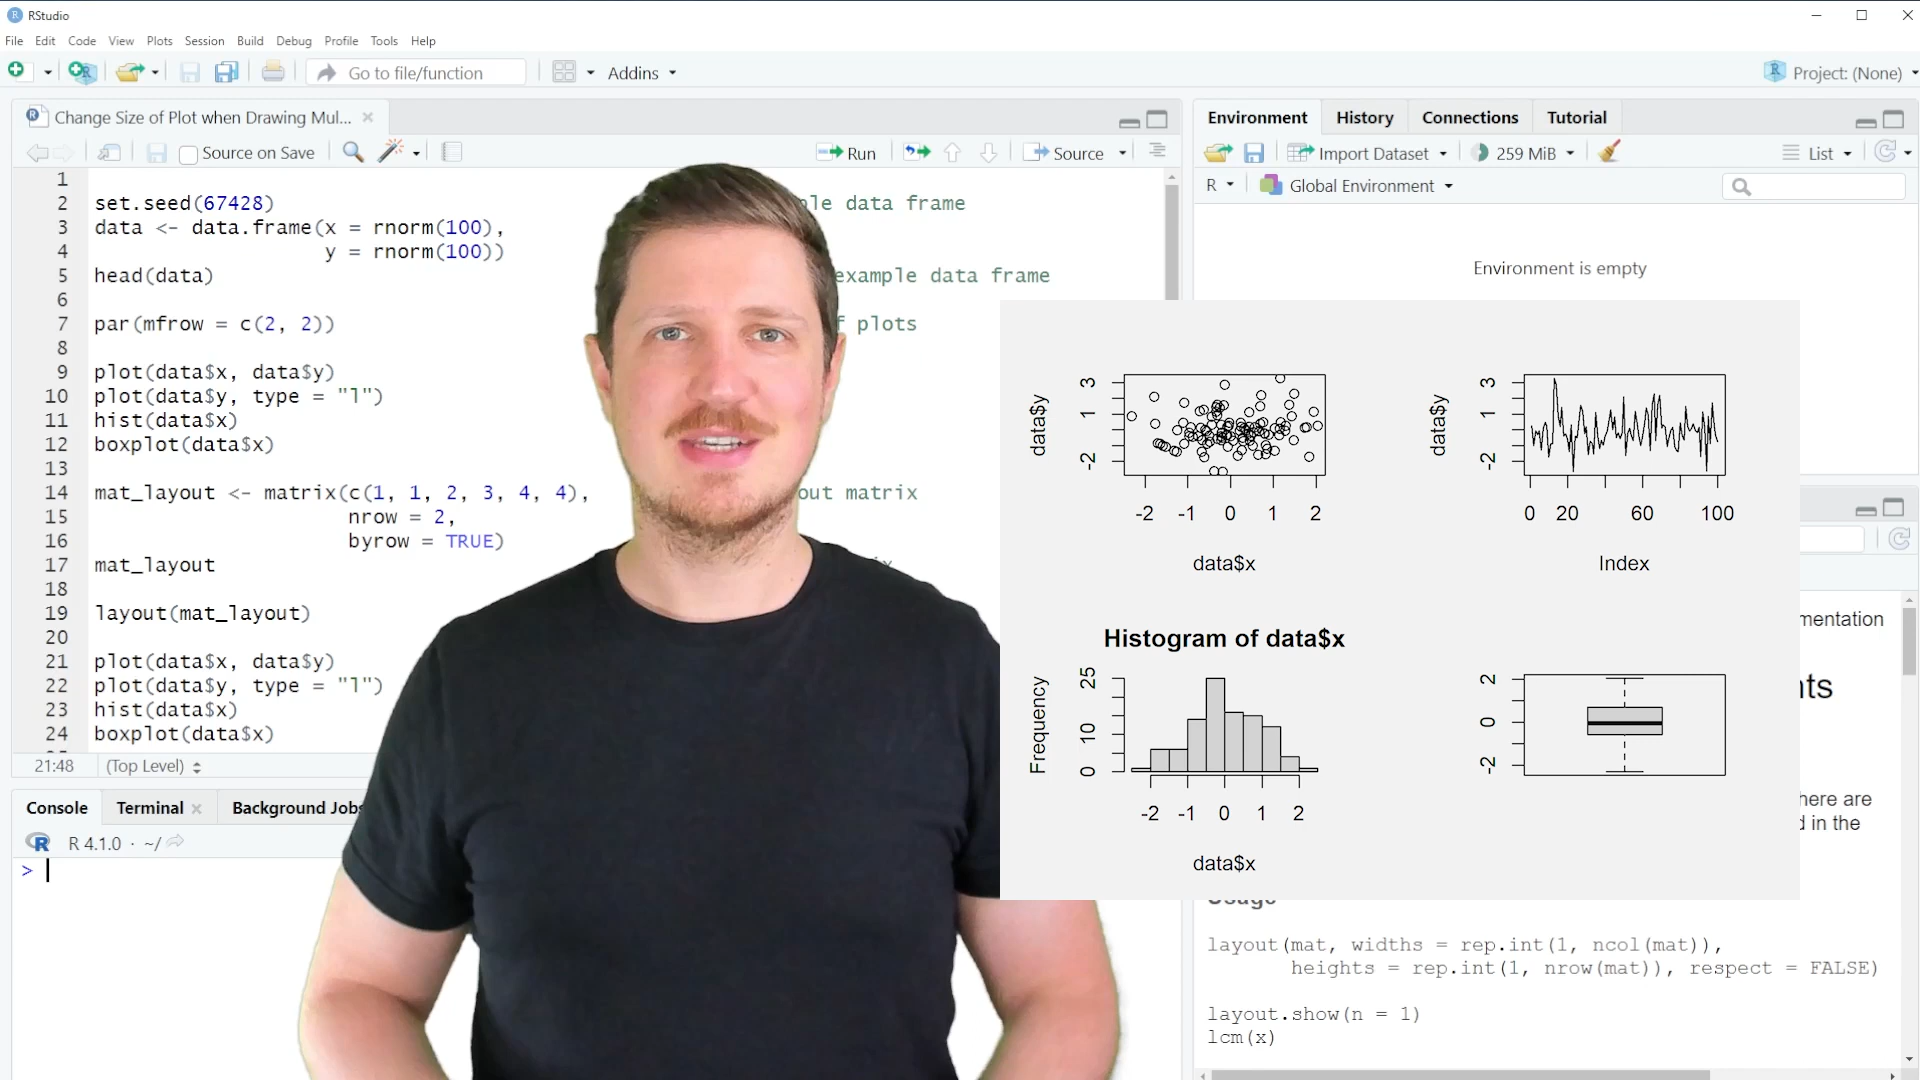 RStudio
File Edit Code View Plots Session Build Debug Profile Tools Help
Go to file/function Addins Project: (None)
Change Size of Plot when Drawing Mul...
Source on Save Run Source
1
2 set.seed(67428) ple data frame
3 data <- data.frame(x = rnorm(100),
4 y = rnorm(100))
5 head(data) example data frame
6
7 par(mfrow = c(2, 2)) f plots
8
9 plot(data$x, data$y)
10 plot(data$y, type = "l")
11 hist(data$x)
12 boxplot(data$x)
13
14 mat_layout <- matrix(c(1, 1, 2, 3, 4, 4), out matrix
15 nrow = 2,
16 byrow = TRUE)
17 mat_layout ix
18
19 layout(mat_layout)
20
21 plot(data$x, data$y)
22 plot(data$y, type = "l")
23 hist(data$x)
24 boxplot(data$x)
21:48 (Top Level)
Console Terminal Background Jobs
R 4.1.0 · ~/
>
Environment History Connections Tutorial
Import Dataset 259 MiB List
R Global Environment
Environment is empty
data$y
3
1
-2
-2 -1 0 1 2
data$x
data$y
3
1
-2
0 20 60 100
Index
Histogram of data$x
Frequency
25
10
0
-2 -1 0 1 2
data$x
2
0
-2
mentation
nts
here are
d in the
Usage
layout(mat, widths = rep.int(1, ncol(mat)),
heights = rep.int(1, nrow(mat)), respect = FALSE)
layout.show(n = 1)
lcm(x)